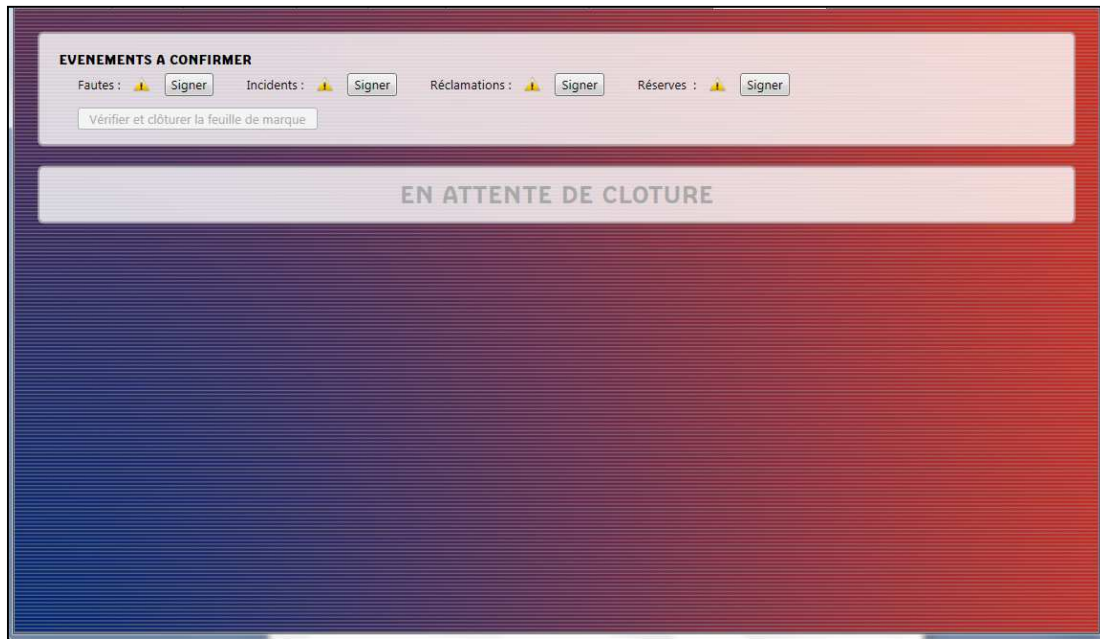 EVENEMENTS A CONFIRMER
Fautes : Signer Incidents : Signer Réclamations : Signer Réserves : Signer
Vérifier et clôturer la feuille de marque
EN ATTENTE DE CLOTURE